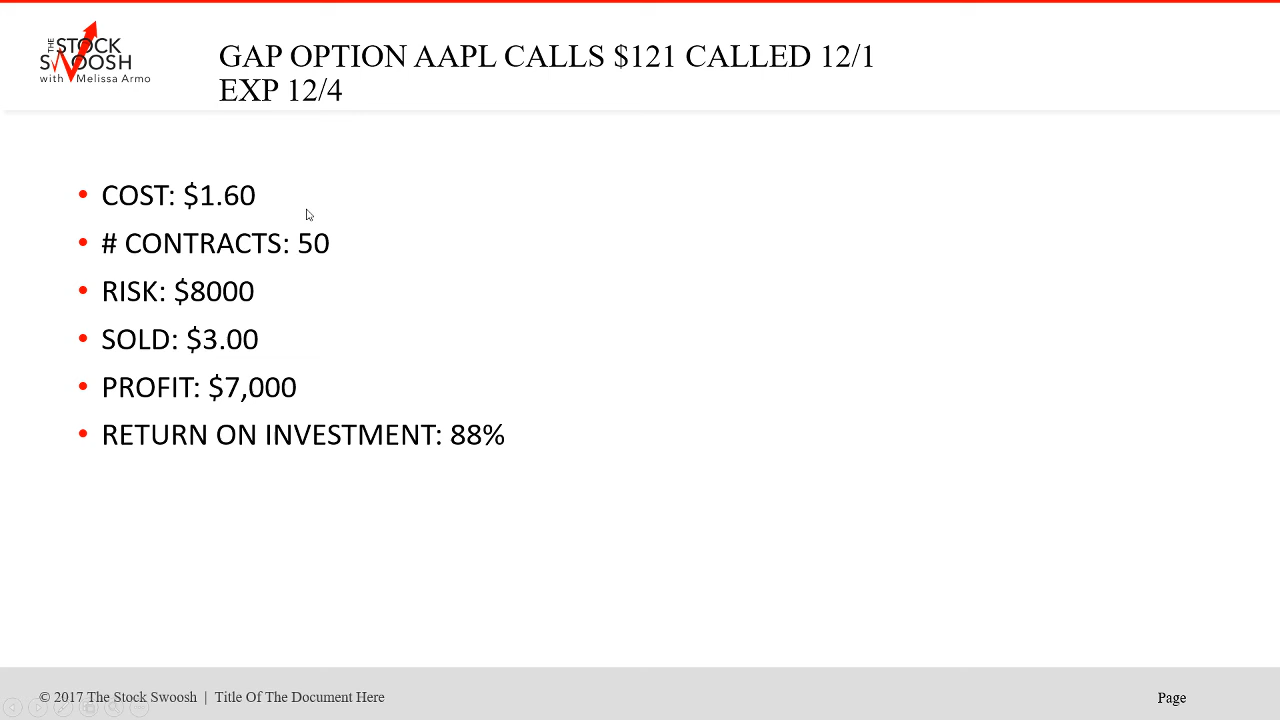 THE STOCK
SWOOSH
with Melissa Armo
GAP OPTION AAPL CALLS $121 CALLED 12/1
EXP 12/4
• COST: $1.60
• # CONTRACTS: 50
• RISK: $8000
• SOLD: $3.00
• PROFIT: $7,000
• RETURN ON INVESTMENT: 88%
© 2017 The Stock Swoosh | Title Of The Document Here
Page